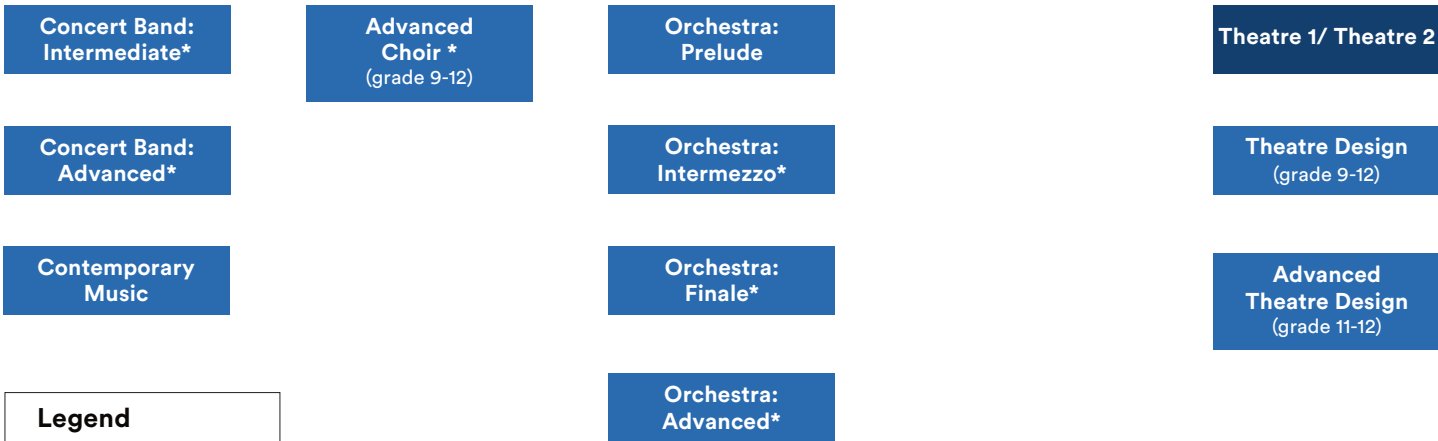 Concert Band:
Intermediate*
Advanced
Choir *
(grade 9-12)
Orchestra:
Prelude
Theatre 1/ Theatre 2
Concert Band:
Advanced*
Orchestra:
Intermezzo*
Theatre Design
(grade 9-12)
Contemporary
Music
Orchestra:
Finale*
Advanced
Theatre Design
(grade 11-12)
Orchestra:
Advanced*
Legend